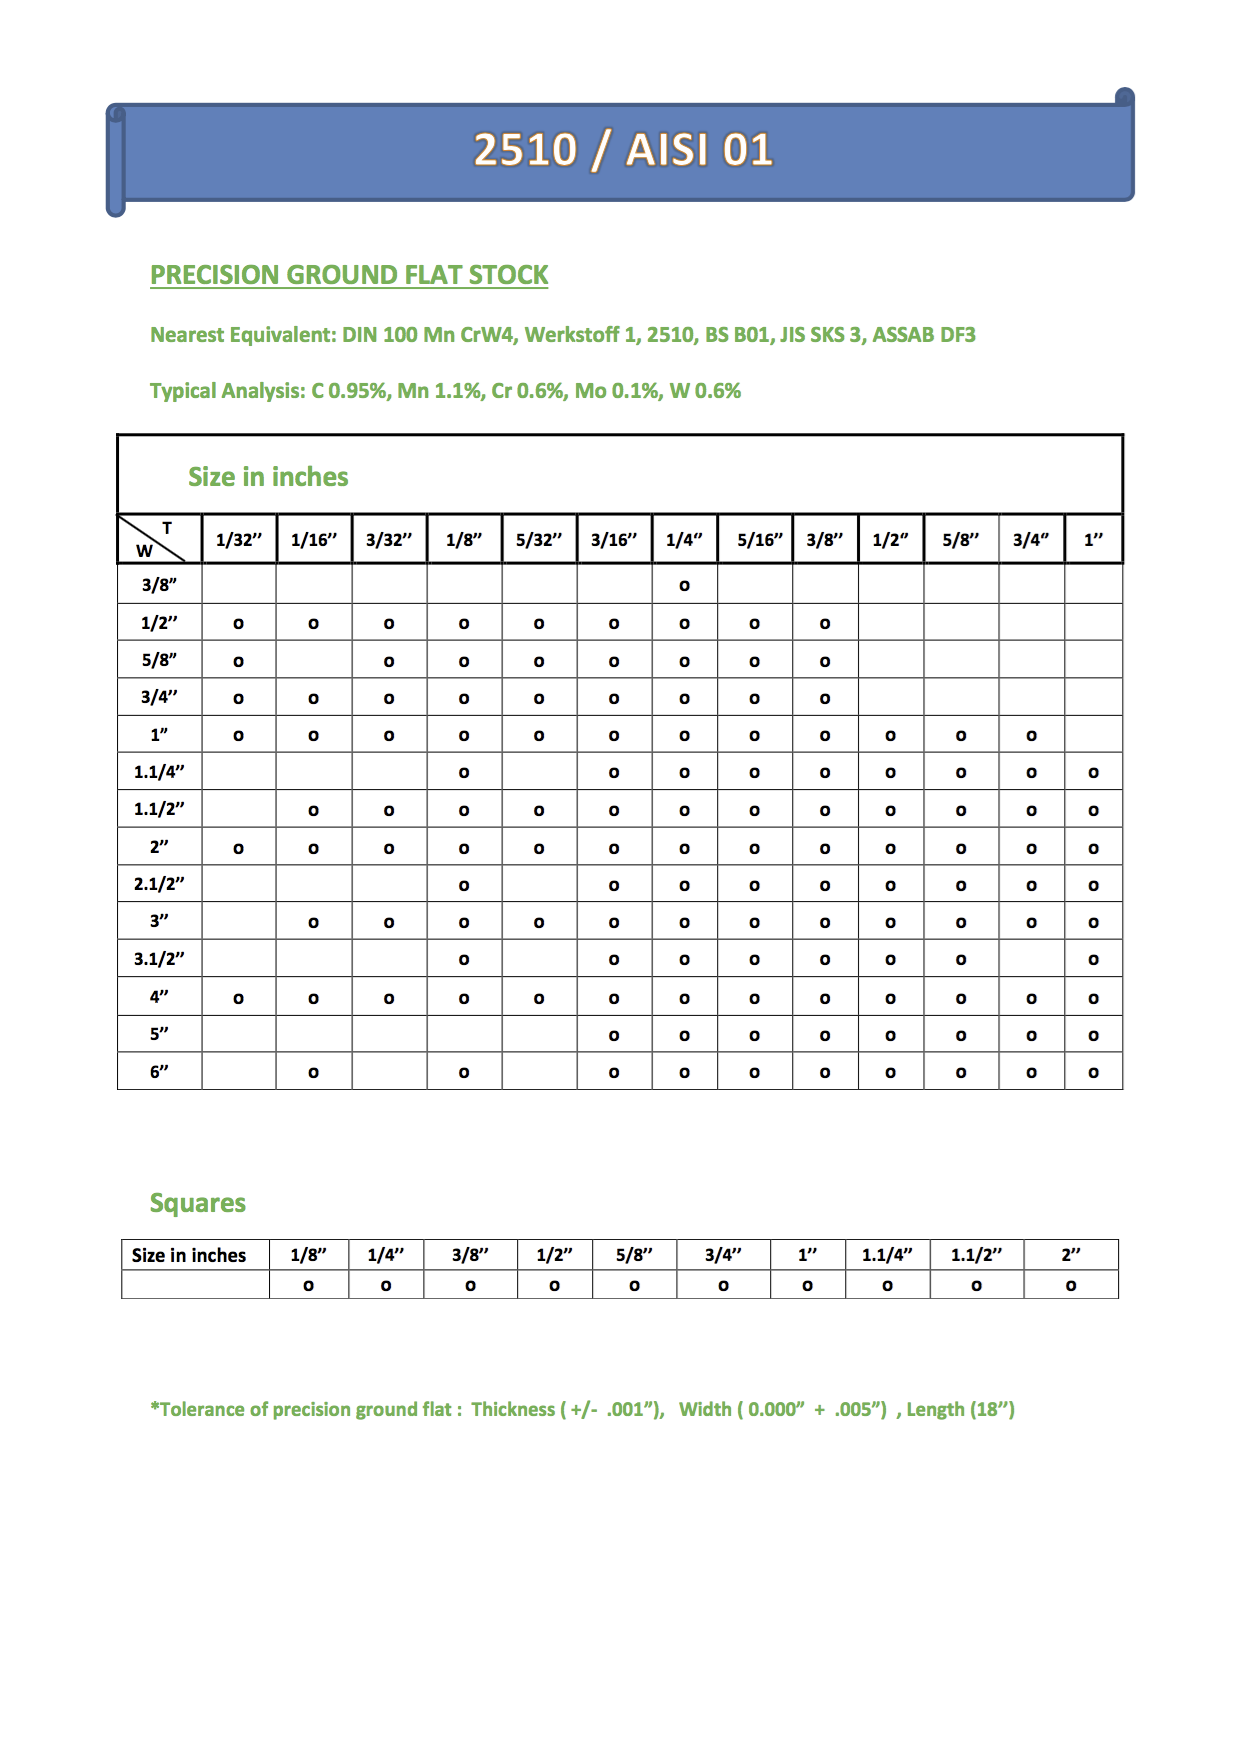 2510 / AISI 01
PRECISION GROUND FLAT STOCK
Nearest Equivalent: DIN 100 Mn CrW4, Werkstoff 1, 2510, BS B01, JIS SKS 3, ASSAB DF3
Typical Analysis: C 0.95%, Mn 1.1%, Cr 0.6%, Mo 0.1%, W 0.6%
Size in inches
T
W 1/32’’ 1/16’’ 3/32’’ 1/8’’ 5/32’’ 3/16’’ 1/4‘’ 5/16’’ 3/8’’ 1/2‘’ 5/8’’ 3/4‘’ 1’’
3/8” o
1/2’’ o o o o o o o o o
5/8” o o o o o o o o
3/4’’ o o o o o o o o o
1” o o o o o o o o o o o o
1.1/4’’ o o o o o o o o o
1.1/2’’ o o o o o o o o o o o o
2’’ o o o o o o o o o o o o o
2.1/2’’ o o o o o o o o o
3’’ o o o o o o o o o o o o
3.1/2’’ o o o o o o o o
4’’ o o o o o o o o o o o o o
5’’ o o o o o o o o
6’’ o o o o o o o o o o
Squares
Size in inches 1/8’’ 1/4’’ 3/8’’ 1/2’’ 5/8’’ 3/4’’ 1’’ 1.1/4’’ 1.1/2’’ 2’’
o o o o o o o o o o
*Tolerance of precision ground flat : Thickness ( +/- .001”), Width ( 0.000” + .005”) , Length (18’’)